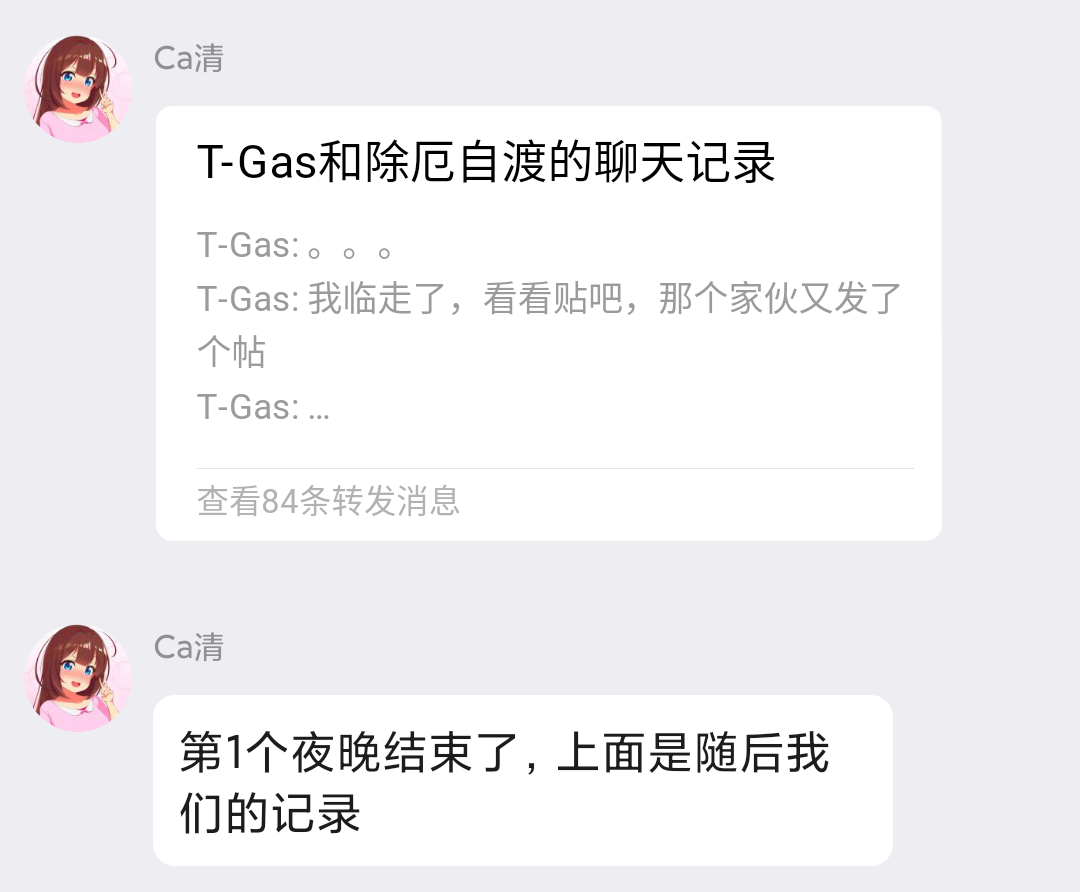 Ca清
T-Gas和除厄自渡的聊天记录
T-Gas: 。。。
T-Gas: 我临走了，看看贴吧，那个家伙又发了
个帖
T-Gas: ...
查看84条转发消息
Ca清
第1个夜晚结束了，上面是随后我
们的记录